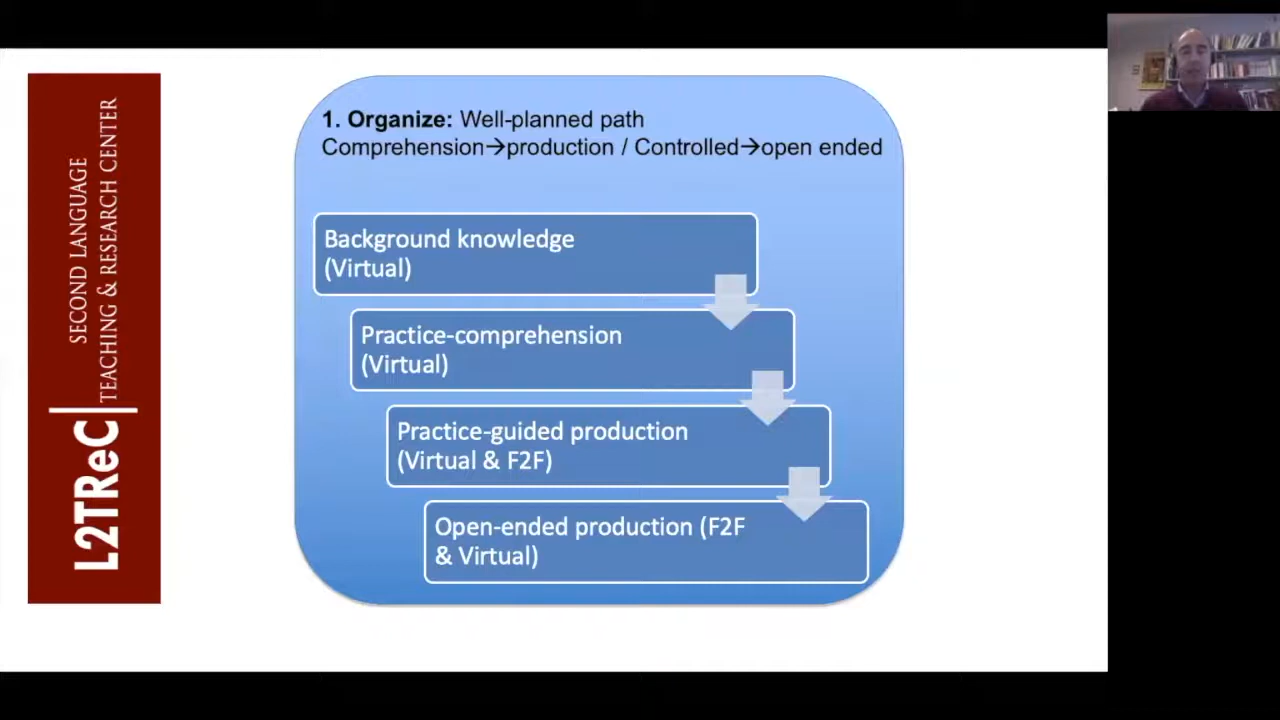 SECOND LANGUAGE
TEACHING & RESEARCH CENTER
L2TReC
1. Organize: Well-planned path
Comprehension→production / Controlled→open ended
Background knowledge
(Virtual)
Practice-comprehension
(Virtual)
Practice-guided production
(Virtual & F2F)
Open-ended production (F2F
& Virtual)